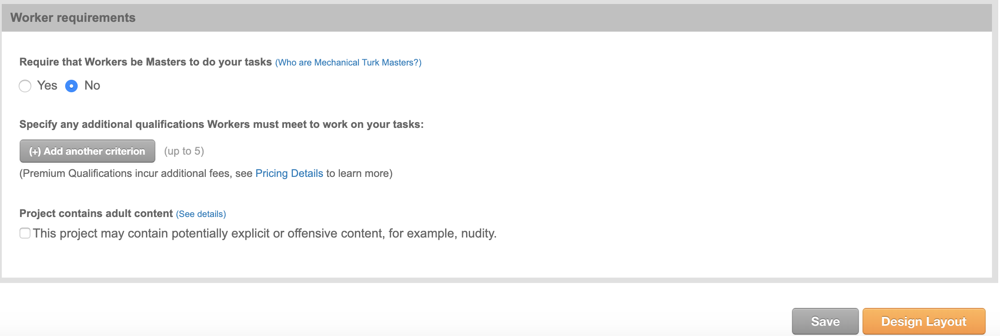 Worker requirements
Require that Workers be Masters to do your tasks (Who are Mechanical Turk Masters?)
Yes No
Specify any additional qualifications Workers must meet to work on your tasks:
(+) Add another criterion (up to 5)
(Premium Qualifications incur additional fees, see Pricing Details to learn more)
Project contains adult content (See details)
This project may contain potentially explicit or offensive content, for example, nudity.
Save Design Layout